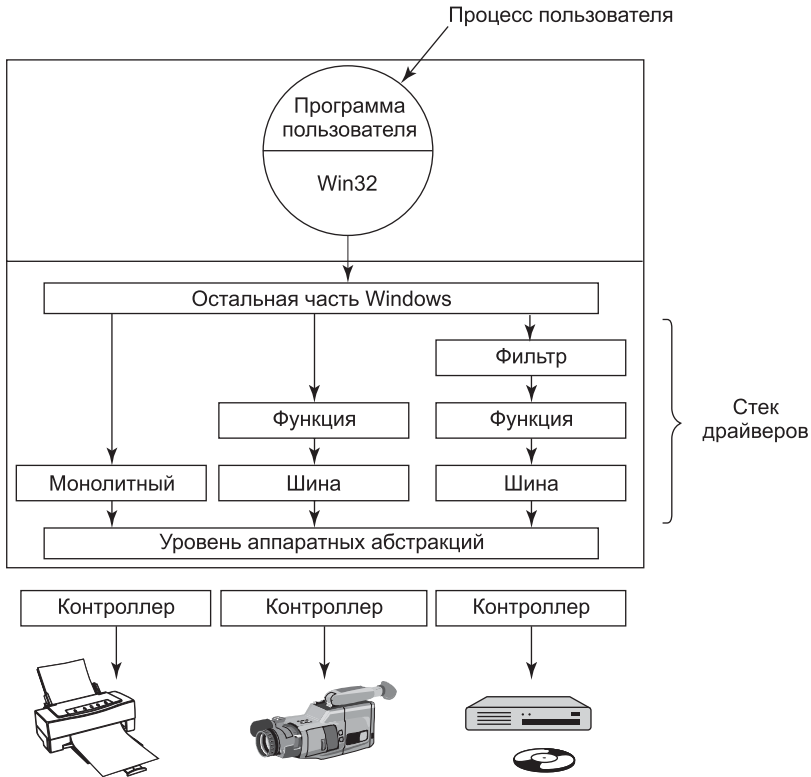 Процесс пользователя
Программа
пользователя
Win32
Остальная часть Windows
Фильтр
Функция
Функция
Стек
драйверов
Монолитный
Шина
Шина
Уровень аппаратных абстракций
Контроллер
Контроллер
Контроллер